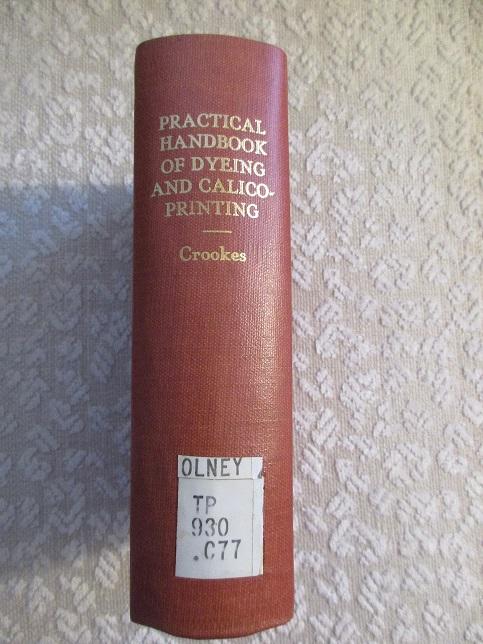 PRACTICAL
HANDBOOK
OF DYEING
AND CALICO-
PRINTING
Crookes
OLNEY
TP
930
.C77